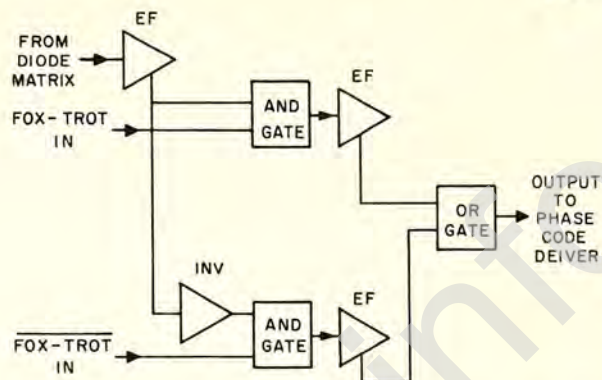 EF
FROM
DIODE
MATRIX
EF
AND
GATE
FOX-TROT
IN
OUTPUT
TO
PHASE
CODE
DEIVER
OR
GATE
INV
EF
AND
GATE
FOX-TROT
IN
info